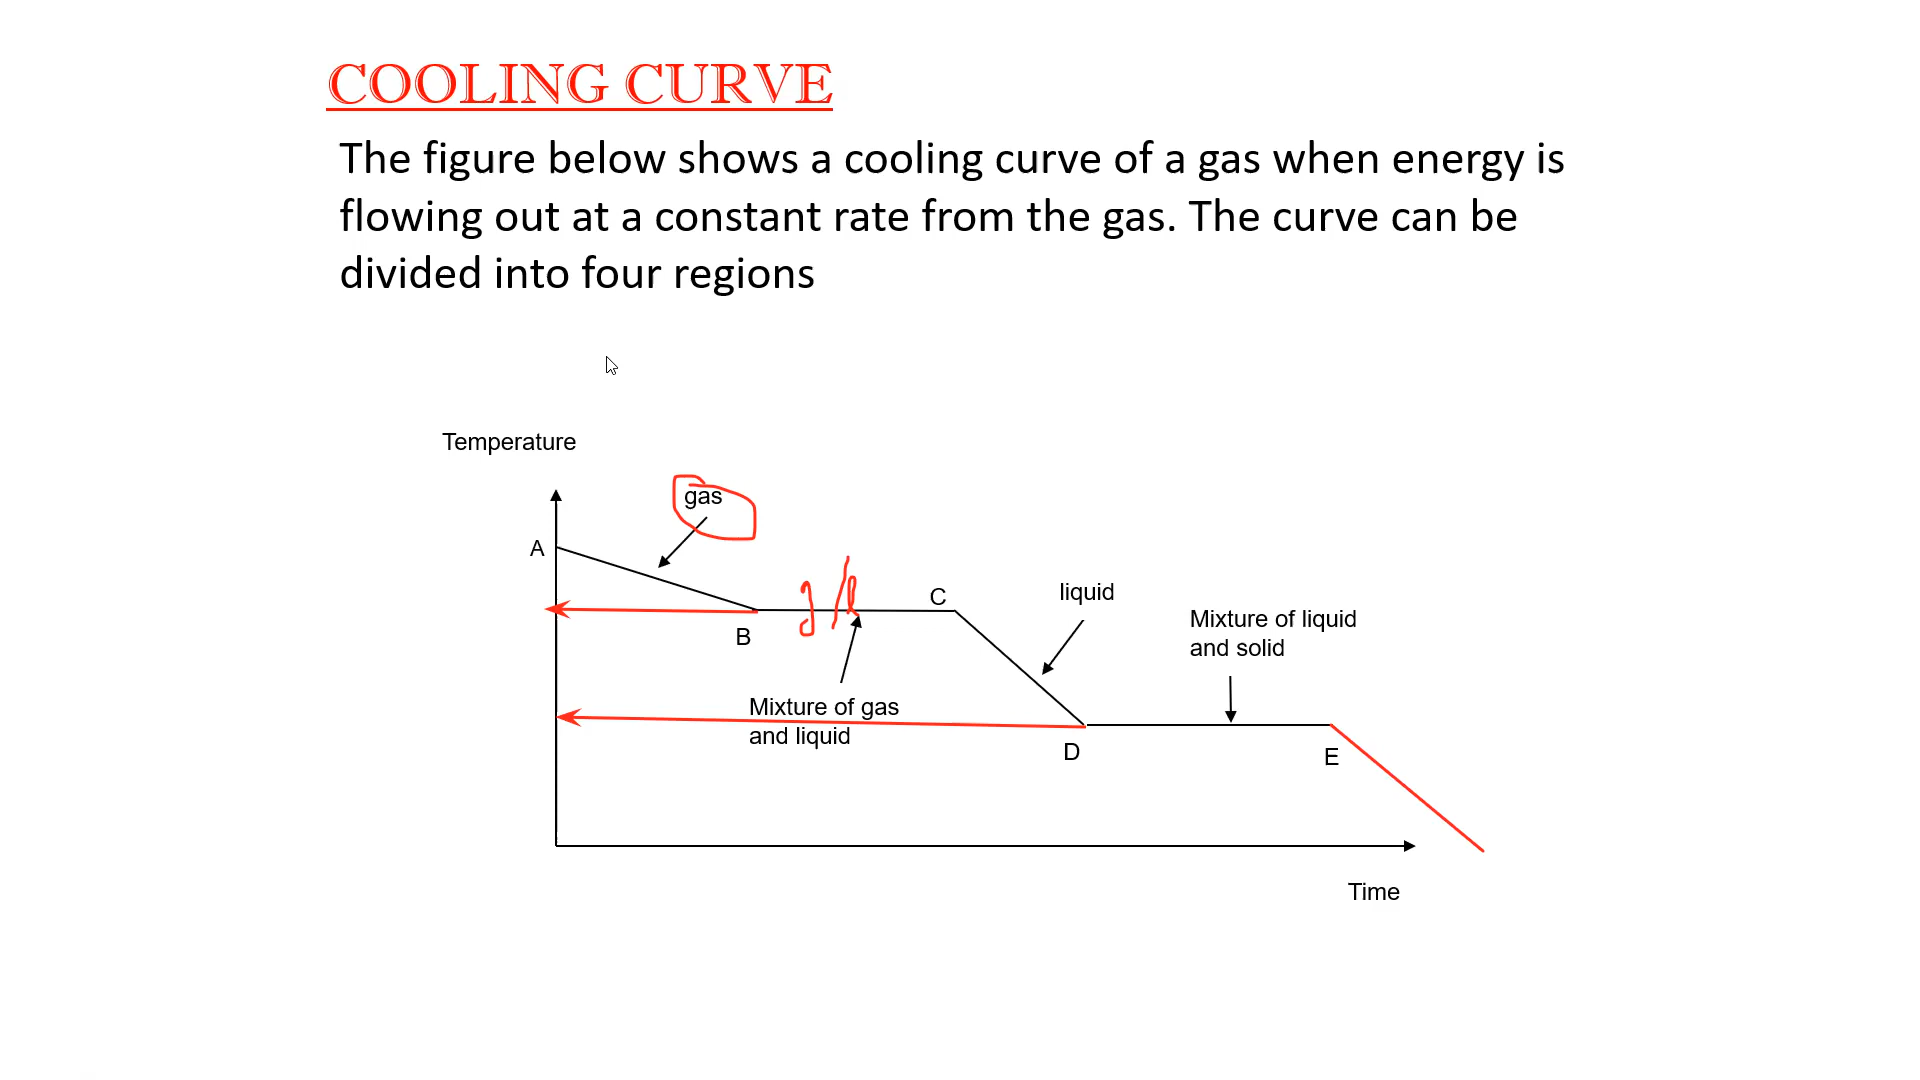 COOLING CURVE
The figure below shows a cooling curve of a gas when energy is
flowing out at a constant rate from the gas. The curve can be
divided into four regions
Temperature
gas
A
g/l
C
liquid
Mixture of liquid
and solid
B
Mixture of gas
and liquid
D
E
Time